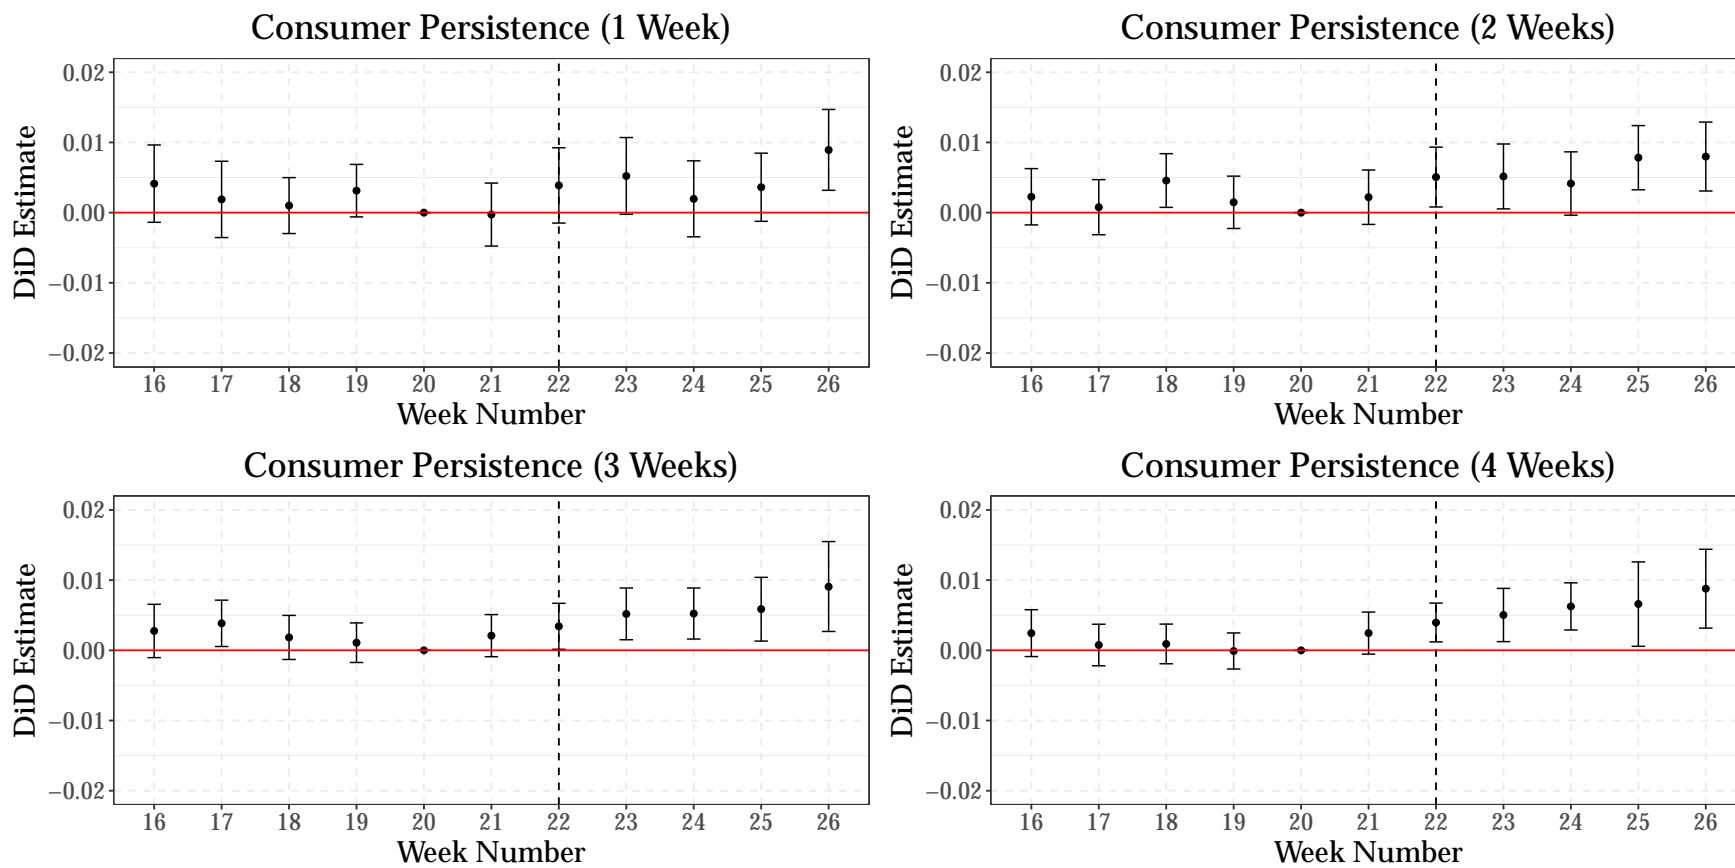 Consumer Persistence (1 Week)
DiD Estimate
0.02
0.01
0.00
−0.01
−0.02
16 17 18 19 20 21 22 23 24 25 26
Week Number
Consumer Persistence (2 Weeks)
DiD Estimate
0.02
0.01
0.00
−0.01
−0.02
16 17 18 19 20 21 22 23 24 25 26
Week Number
Consumer Persistence (3 Weeks)
DiD Estimate
0.02
0.01
0.00
−0.01
−0.02
16 17 18 19 20 21 22 23 24 25 26
Week Number
Consumer Persistence (4 Weeks)
DiD Estimate
0.02
0.01
0.00
−0.01
−0.02
16 17 18 19 20 21 22 23 24 25 26
Week Number